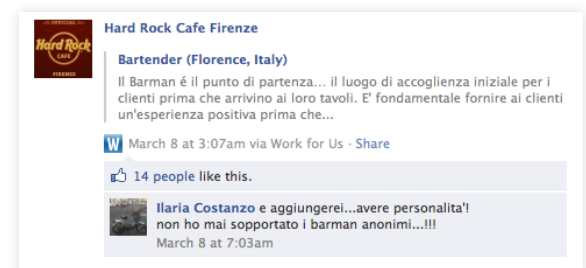 OFFICIAL
Hard Rock
CAFE
FIRENZE
Hard Rock Cafe Firenze
Bartender (Florence, Italy)
Il Barman é il punto di partenza... il luogo di accoglienza iniziale per i
clienti prima che arrivino ai loro tavoli. E' fondamentale fornire ai clienti
un'esperienza positiva prima che...
W March 8 at 3:07am via Work for Us · Share
14 people like this.
Ilaria Costanzo e aggiungerei...avere personalita'!
non ho mai sopportato i barman anonimi...!!!
March 8 at 7:03am